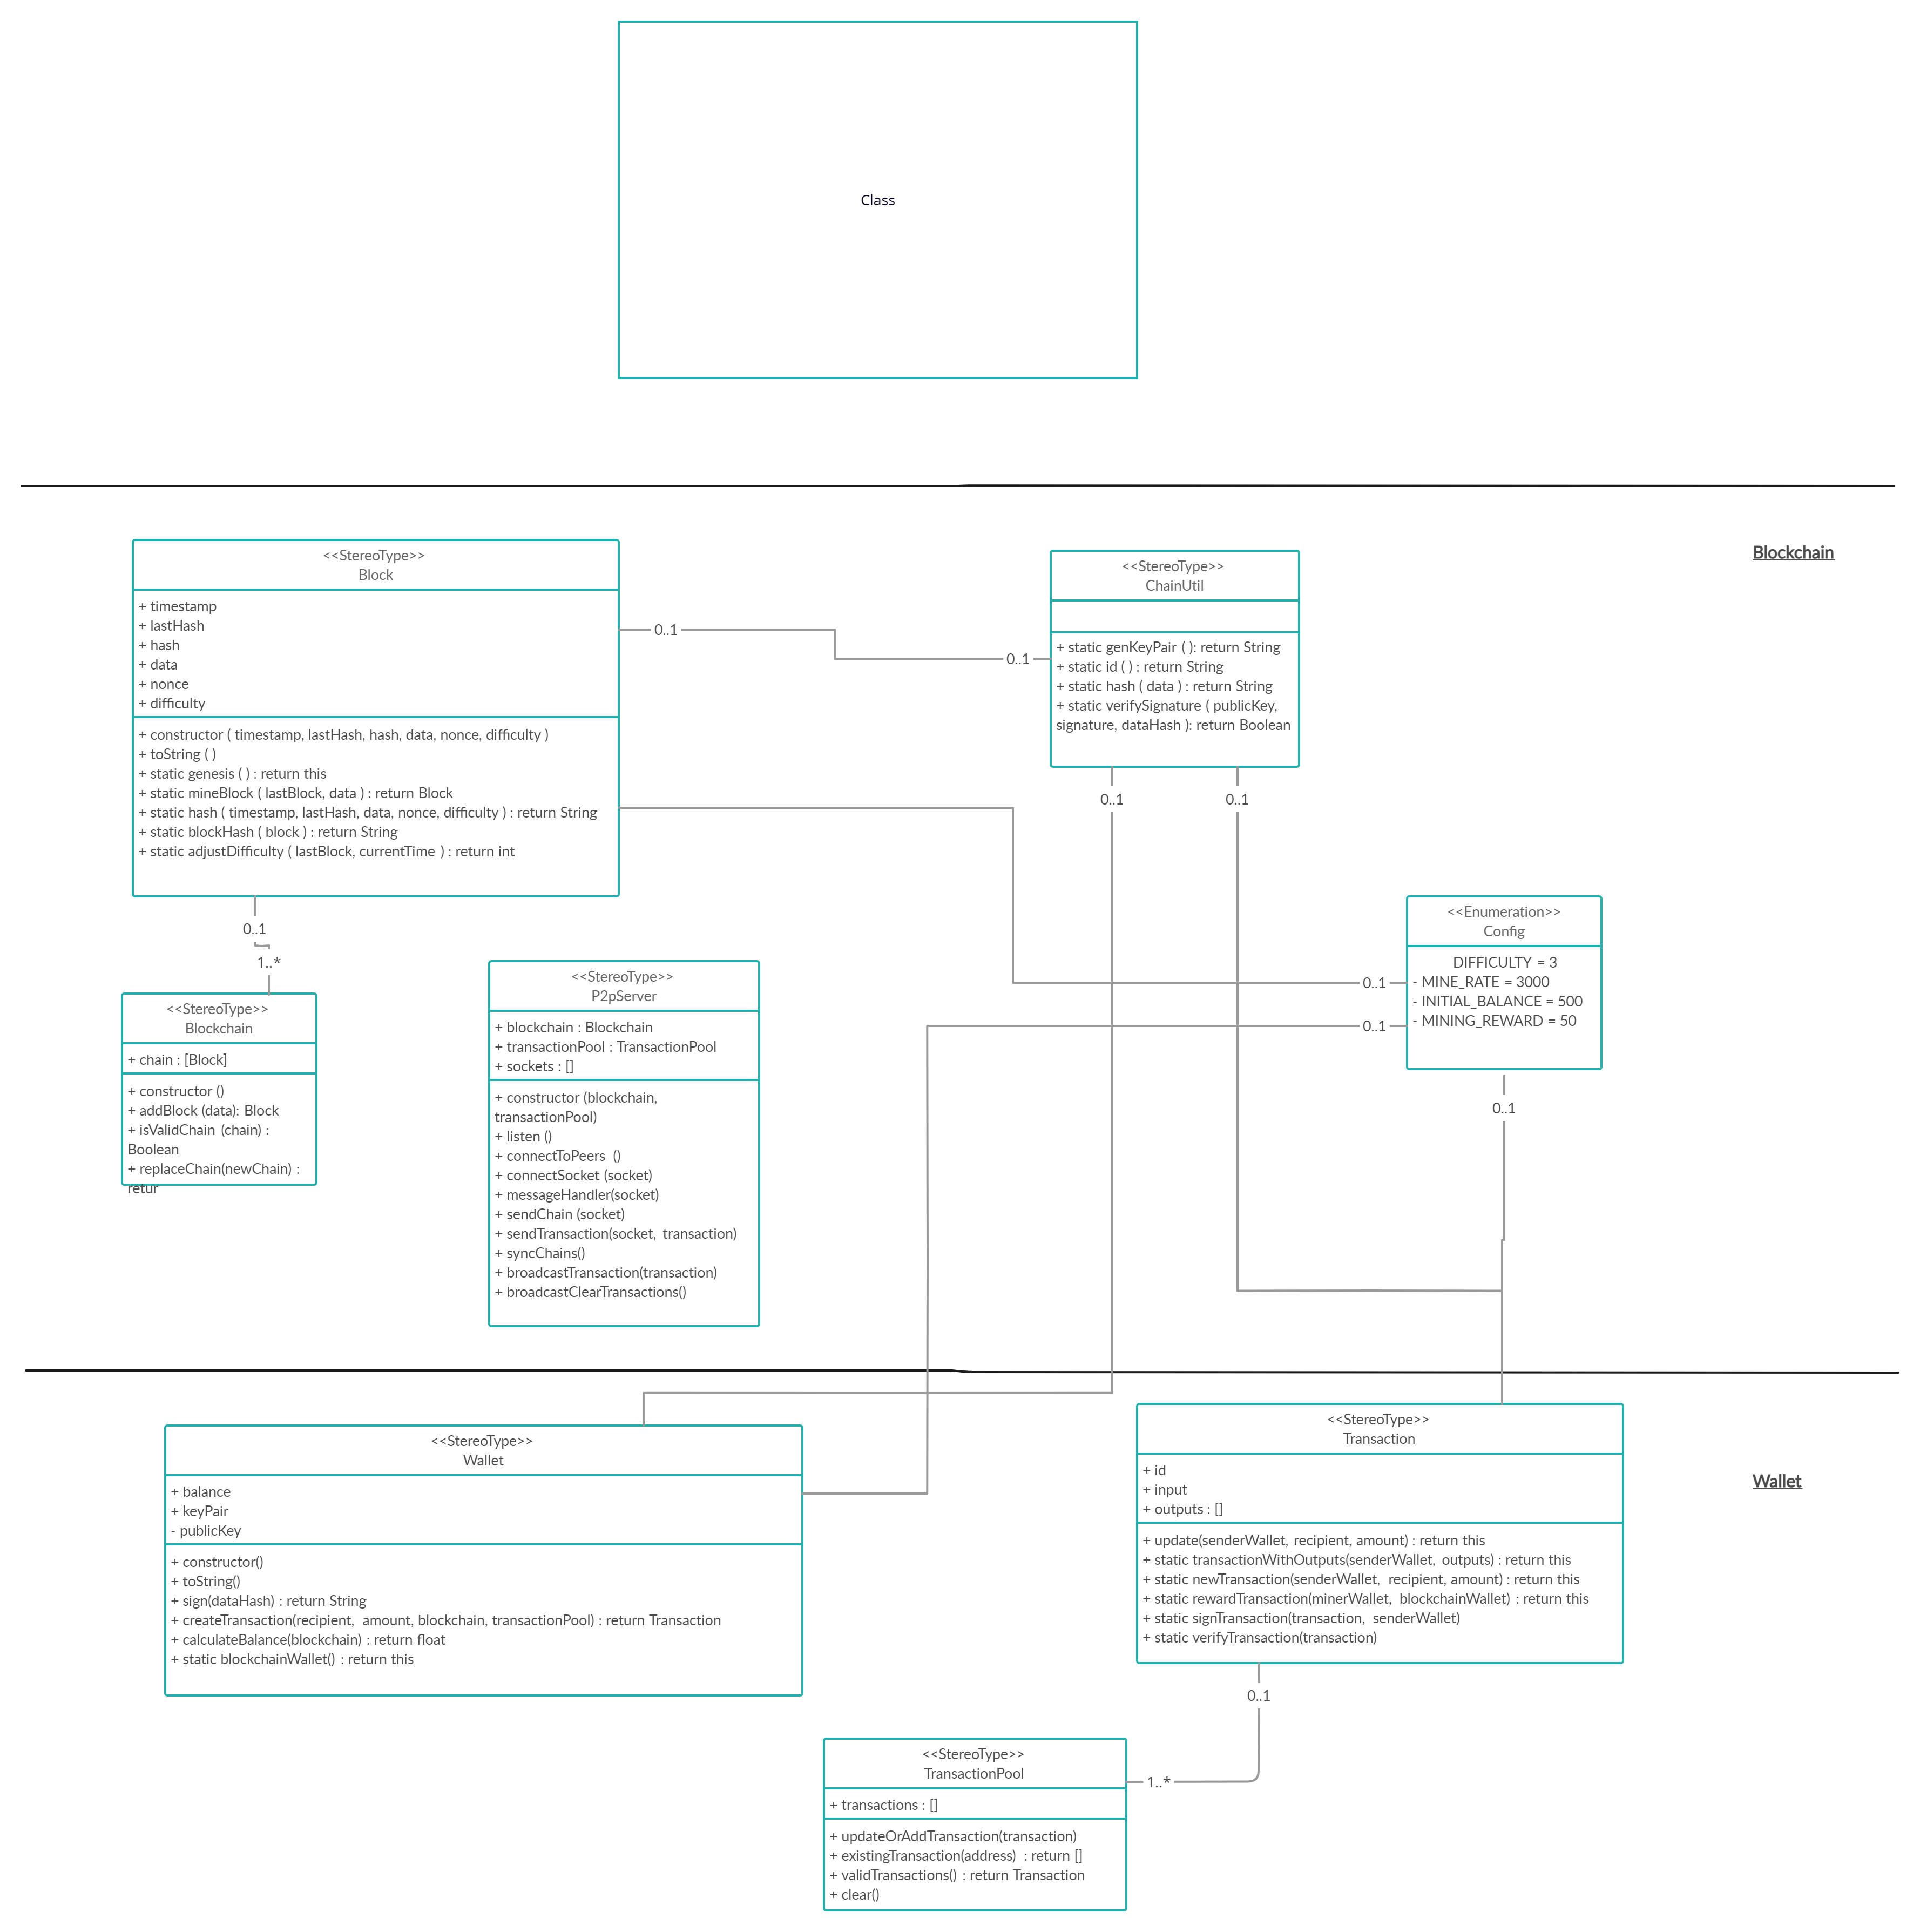 Class
Blockchain
<<StereoType>>
Block
+ timestamp
+ lastHash
+ hash
+ data
+ nonce
+ difficulty
+ constructor ( timestamp, lastHash, hash, data, nonce, difficulty )
+ toString ( )
+ static genesis ( ) : return this
+ static mineBlock ( lastBlock, data ) : return Block
+ static hash ( timestamp, lastHash, data, nonce, difficulty ) : return String
+ static blockHash ( block ) : return String
+ static adjustDifficulty ( lastBlock, currentTime ) : return int
0..1
0..1
<<StereoType>>
ChainUtil
+ static genKeyPair ( ): return String
+ static id ( ) : return String
+ static hash ( data ) : return String
+ static verifySignature ( publicKey,
signature, dataHash ): return Boolean
0..1
0..1
<<Enumeration>>
Config
DIFFICULTY = 3
- MINE_RATE = 3000
- INITIAL_BALANCE = 500
- MINING_REWARD = 50
0..1
0..1
0..1
0..1
1..*
<<StereoType>>
Blockchain
+ chain : [Block]
+ constructor ()
+ addBlock (data): Block
+ isValidChain (chain) :
Boolean
+ replaceChain(newChain) :
retur
<<StereoType>>
P2pServer
+ blockchain : Blockchain
+ transactionPool : TransactionPool
+ sockets : []
+ constructor (blockchain,
transactionPool)
+ listen ()
+ connectToPeers ()
+ connectSocket (socket)
+ messageHandler(socket)
+ sendChain (socket)
+ sendTransaction(socket, transaction)
+ syncChains()
+ broadcastTransaction(transaction)
+ broadcastClearTransactions()
<<StereoType>>
Wallet
+ balance
+ keyPair
- publicKey
+ constructor()
+ toString()
+ sign(dataHash) : return String
+ createTransaction(recipient, amount, blockchain, transactionPool) : return Transaction
+ calculateBalance(blockchain) : return float
+ static blockchainWallet() : return this
<<StereoType>>
Transaction
+ id
+ input
+ outputs : []
+ update(senderWallet, recipient, amount) : return this
+ static transactionWithOutputs(senderWallet, outputs) : return this
+ static newTransaction(senderWallet, recipient, amount) : return this
+ static rewardTransaction(minerWallet, blockchainWallet) : return this
+ static signTransaction(transaction, senderWallet)
+ static verifyTransaction(transaction)
Wallet
0..1
1..*
<<StereoType>>
TransactionPool
+ transactions : []
+ updateOrAddTransaction(transaction)
+ existingTransaction(address) : return []
+ validTransactions() : return Transaction
+ clear()